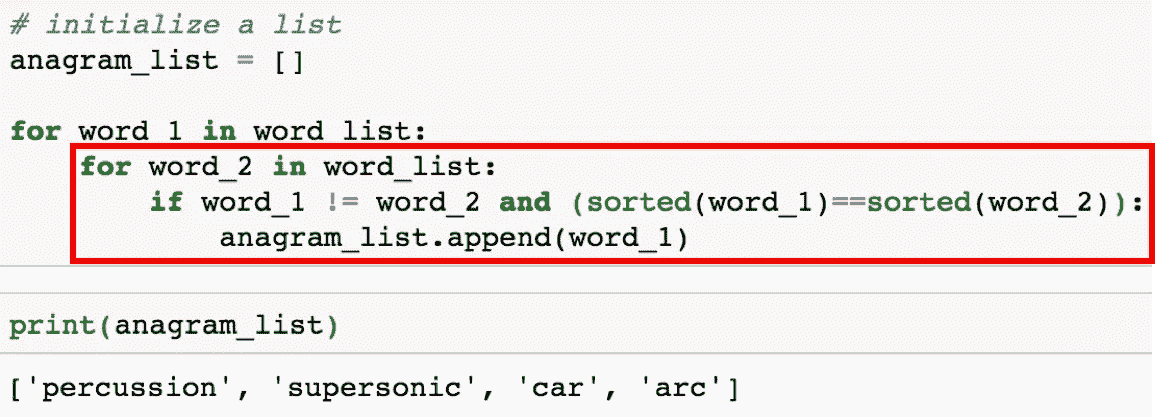 # initialize a list
anagram_list = []
for word_1 in word_list:
for word_2 in word_list:
if word_1 != word_2 and (sorted(word_1)==sorted(word_2)):
anagram_list.append(word_1)
print(anagram_list)
['percussion', 'supersonic', 'car', 'arc']